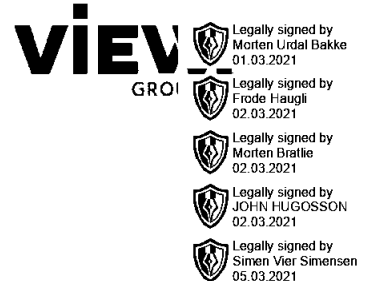 Legally signed by
Morten Urdal Bakke
01.03.2021
Legally signed by
Frode Haugli
02.03.2021
Legally signed by
Morten Bratlie
02.03.2021
Legally signed by
JOHN HUGOSSON
02.03.2021
Legally signed by
Simen Vier Simensen
05.03.2021